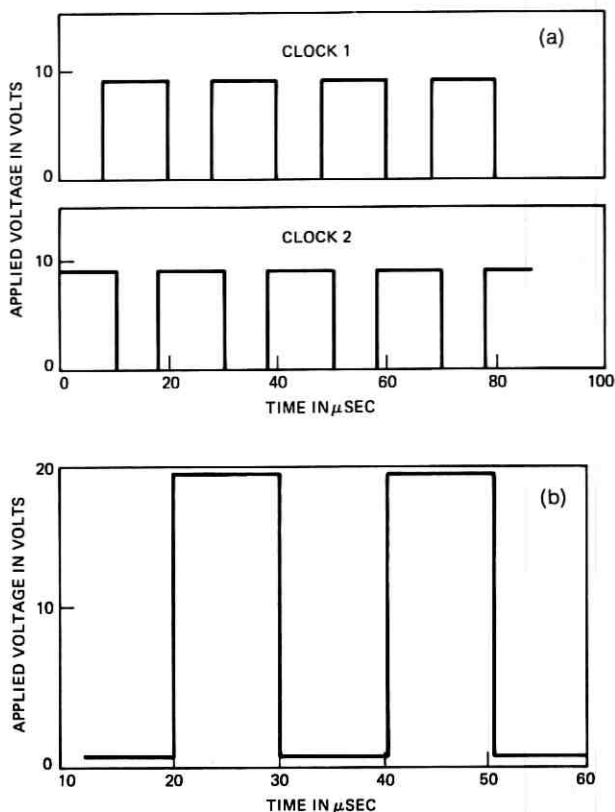 (a)
CLOCK 1
10
0
APPLIED VOLTAGE IN VOLTS
CLOCK 2
10
0
0 20 40 60 80 100
TIME IN μSEC
20
(b)
APPLIED VOLTAGE IN VOLTS
10
0
10 20 30 40 50 60
TIME IN μSEC